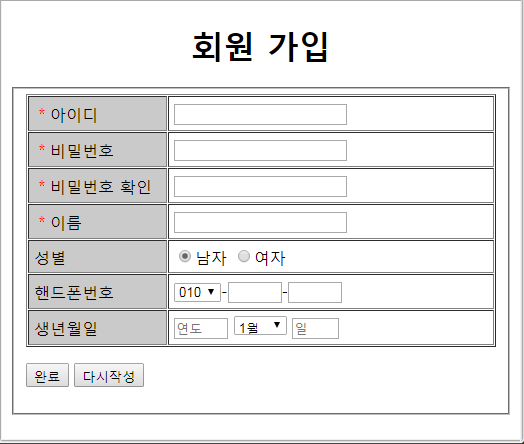 회원 가입
* 아이디
* 비밀번호
* 비밀번호 확인
* 이름
성별 남자 여자
핸드폰번호 010 - -
생년월일 연도 1월 일
완료 다시작성